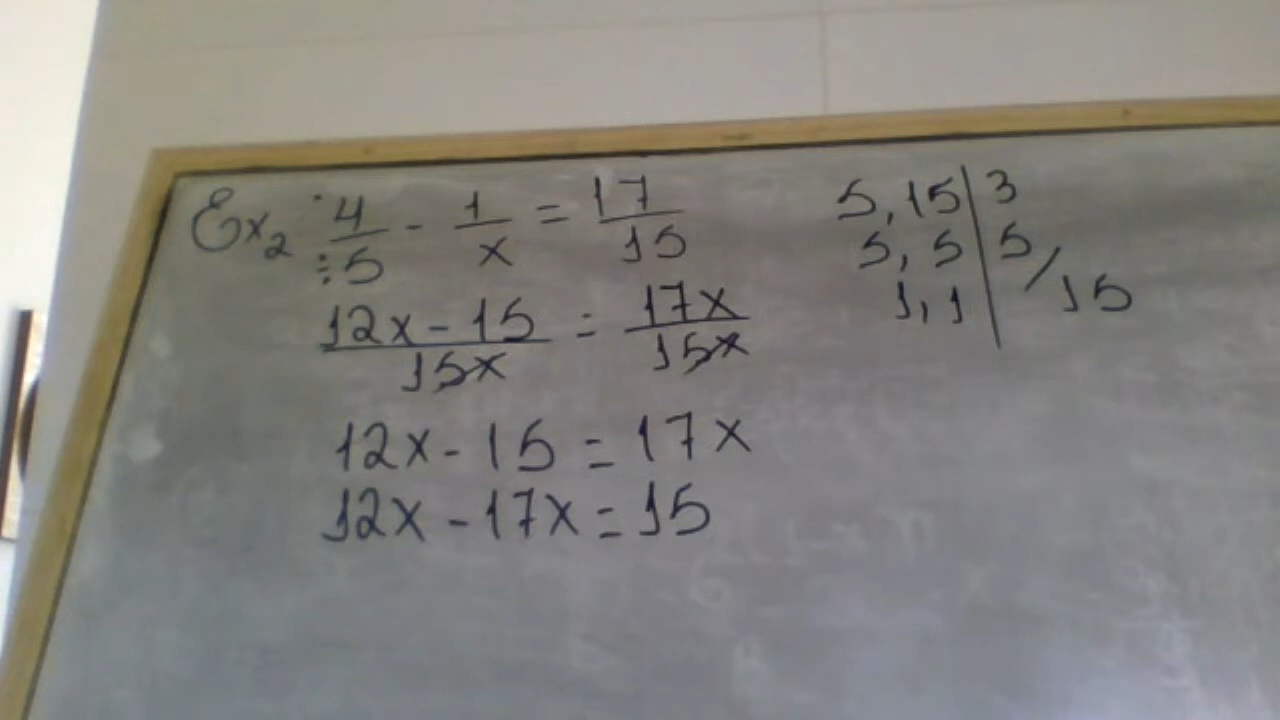 Ex2 4/5 - 1/x = 17/15
÷5
12x - 15/15x = 17x/15x
12x - 15 = 17x
12x - 17x = 15
5, 15 | 3
5, 5 | 5
1, 1 | / 15